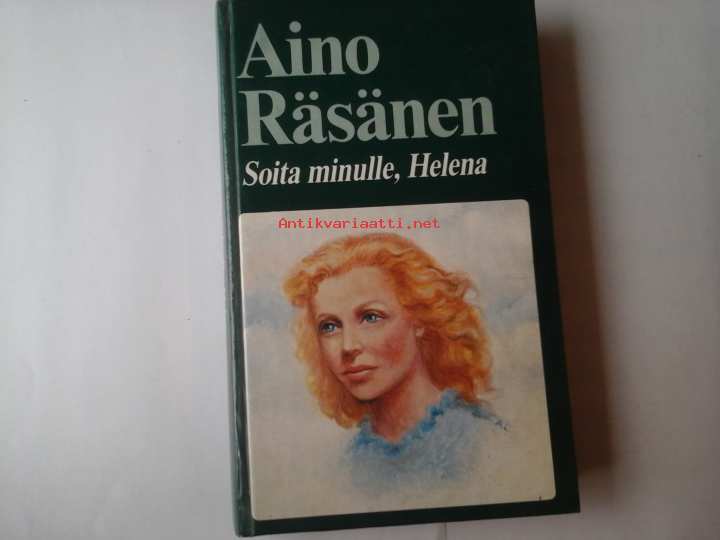 Aino
Räsänen
Soita minulle, Helena
Antikvariaatti.net